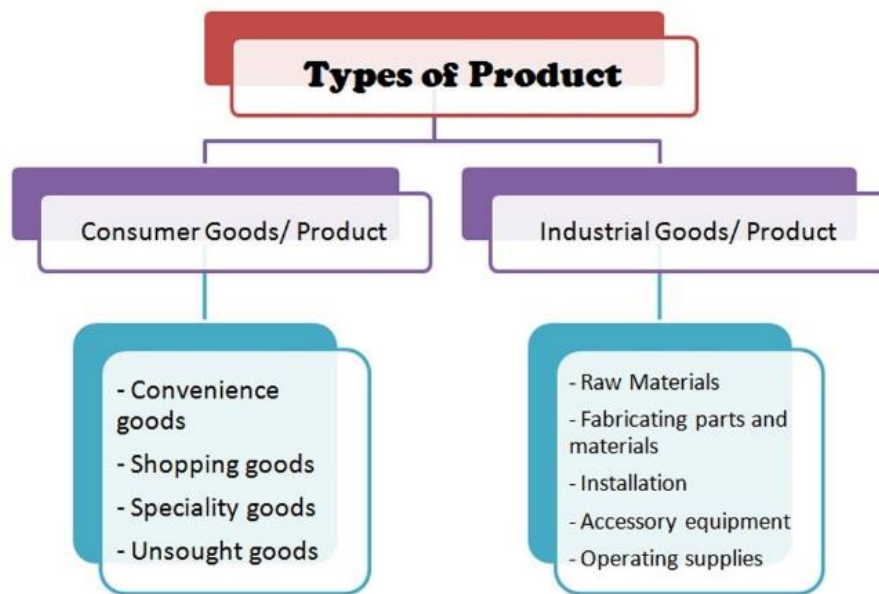 Types of Product
Consumer Goods/ Product
Industrial Goods/ Product
- Convenience
goods
- Shopping goods
- Speciality goods
- Unsought goods
- Raw Materials
- Fabricating parts and
materials
- Installation
- Accessory equipment
- Operating supplies